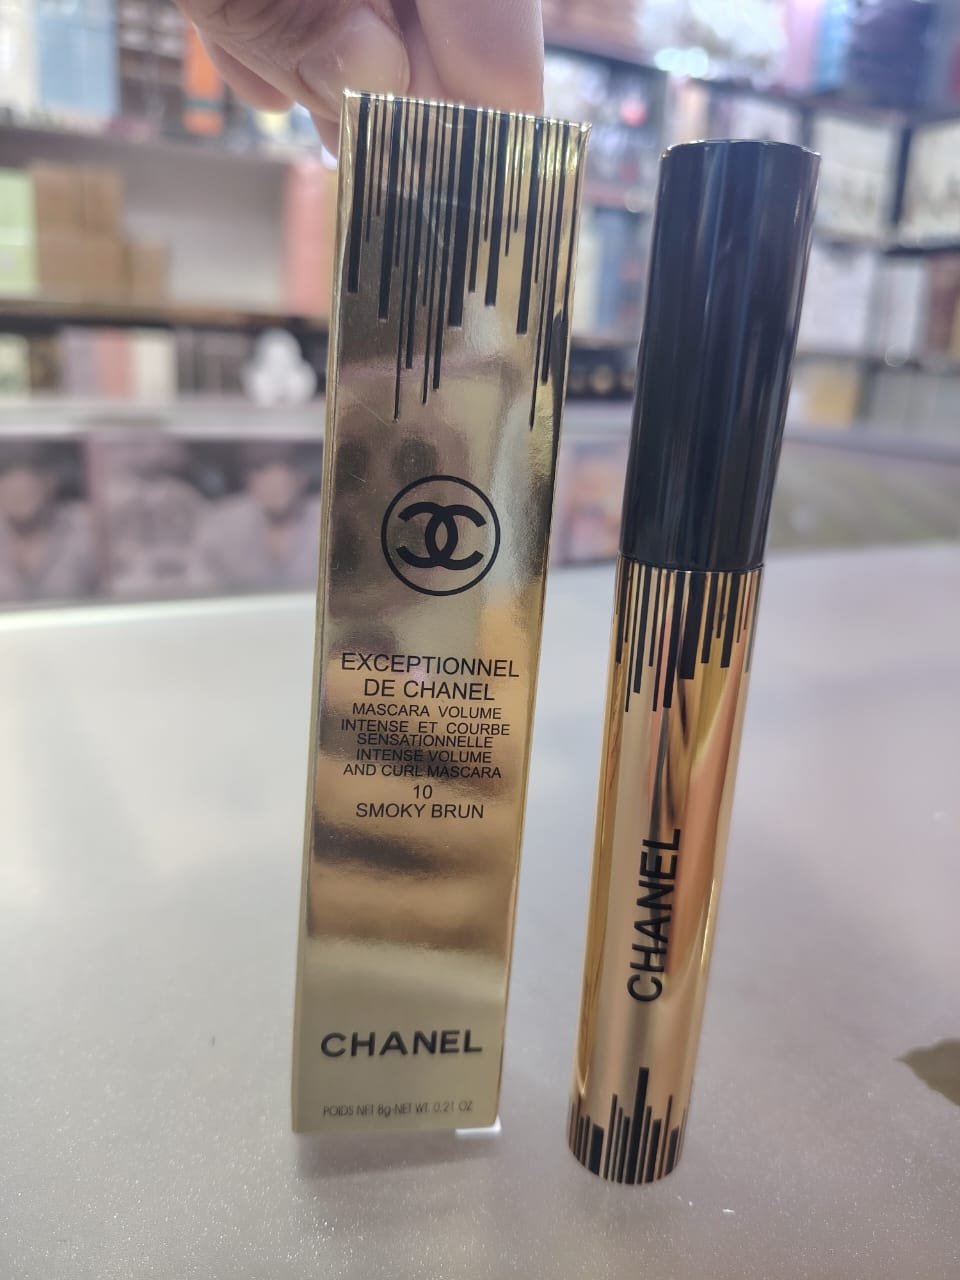 EXCEPTIONNEL
DE CHANEL
MASCARA VOLUME
INTENSE ET COURBE
SENSATIONNELLE
INTENSE VOLUME
AND CURL MASCARA
10
SMOKY BRUN
CHANEL
POIDS NET 8g-NET WT. 0.21 OZ
CHANEL